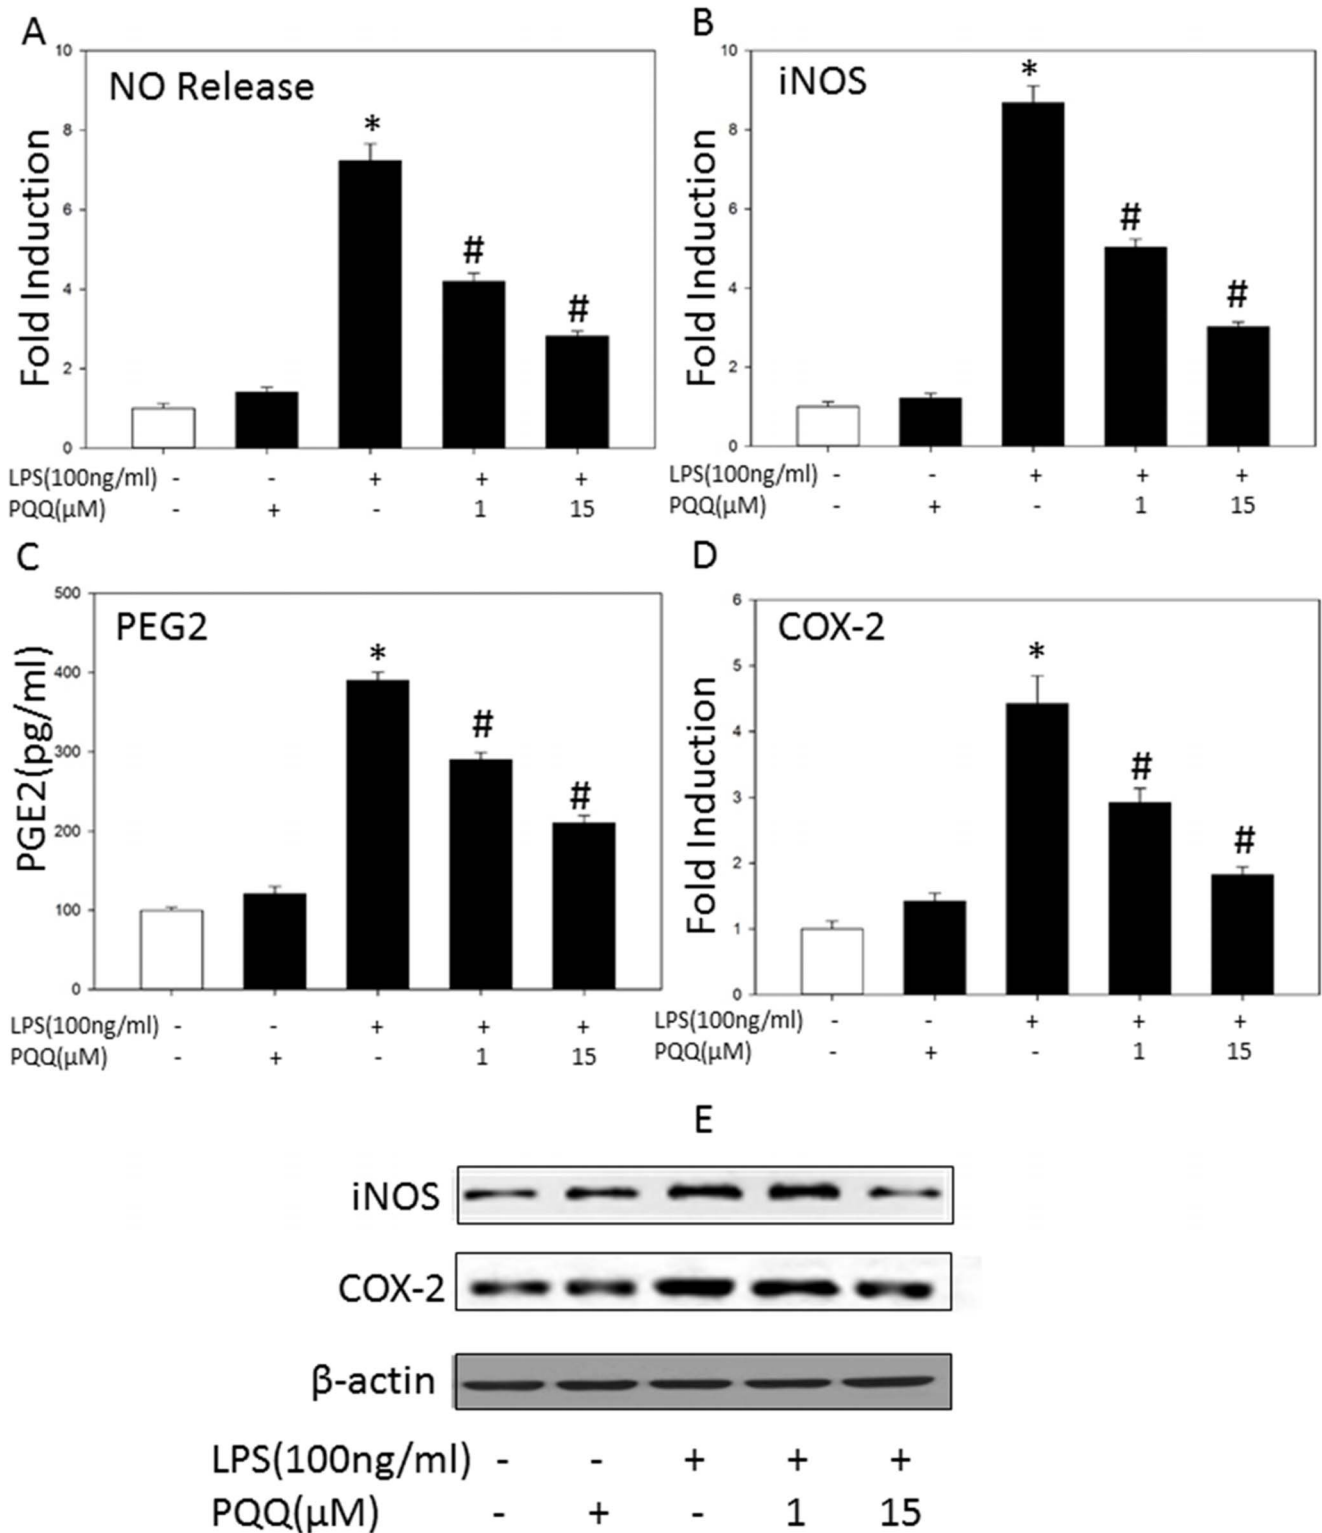 A
NO Release
Fold Induction
10
8
6
4
2
0
*
#
#
LPS(100ng/ml) - - + + +
PQQ(μM) - + - 1 15
B
iNOS
Fold Induction
10
8
6
4
2
0
*
#
#
LPS(100ng/ml) - - + + +
PQQ(μM) - + - 1 15
C
PEG2
PGE2(pg/ml)
500
400
300
200
100
0
*
#
#
LPS(100ng/ml) - - + + +
PQQ(μM) - + - 1 15
D
COX-2
Fold Induction
6
5
4
3
2
1
0
*
#
#
LPS(100ng/ml) - - + + +
PQQ(μM) - + - 1 15
E
iNOS
COX-2
β-actin
LPS(100ng/ml) - - + + +
PQQ(μM) - + - 1 15